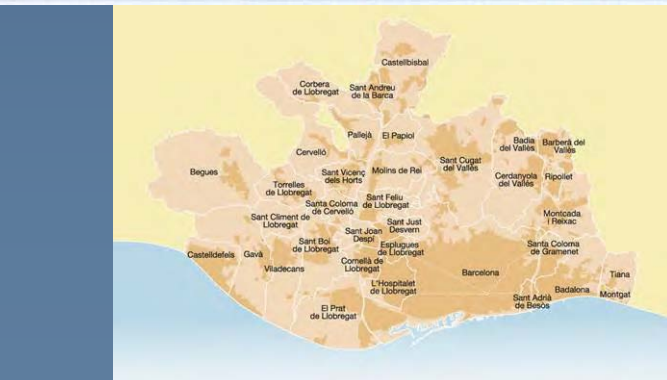 Castellbisbal
Corbera
de Llobregat
Sant Andreu
de la Barca
Pallejà
El Papiol
Badia
del Vallès
Barberà del
Vallès
Cervelló
Sant Cugat
del Vallès
Begues
Sant Vicenç
dels Horts
Molins de Rei
Cerdanyola
del Vallès
Ripollet
Torrelles
de Llobregat
Santa Coloma
de Cervelló
Sant Feliu
de Llobregat
Sant Climent de
Llobregat
Montcada
i Reixac
Sant Just
Desvern
Sant Joan
Despí
Sant Boi
de Llobregat
Esplugues
de Llobregat
Santa Coloma
de Gramenet
Castelldefels
Gavà
Viladecans
Cornellà de
Llobregat
Barcelona
Tiana
L'Hospitalet
de Llobregat
Badalona
Montgat
Sant Adrià
de Besòs
El Prat
de Llobregat